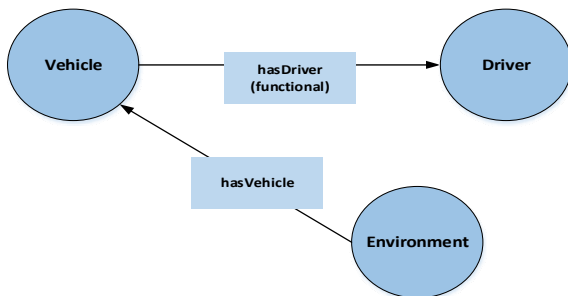 Vehicle
hasDriver
(functional)
Driver
hasVehicle
Environment